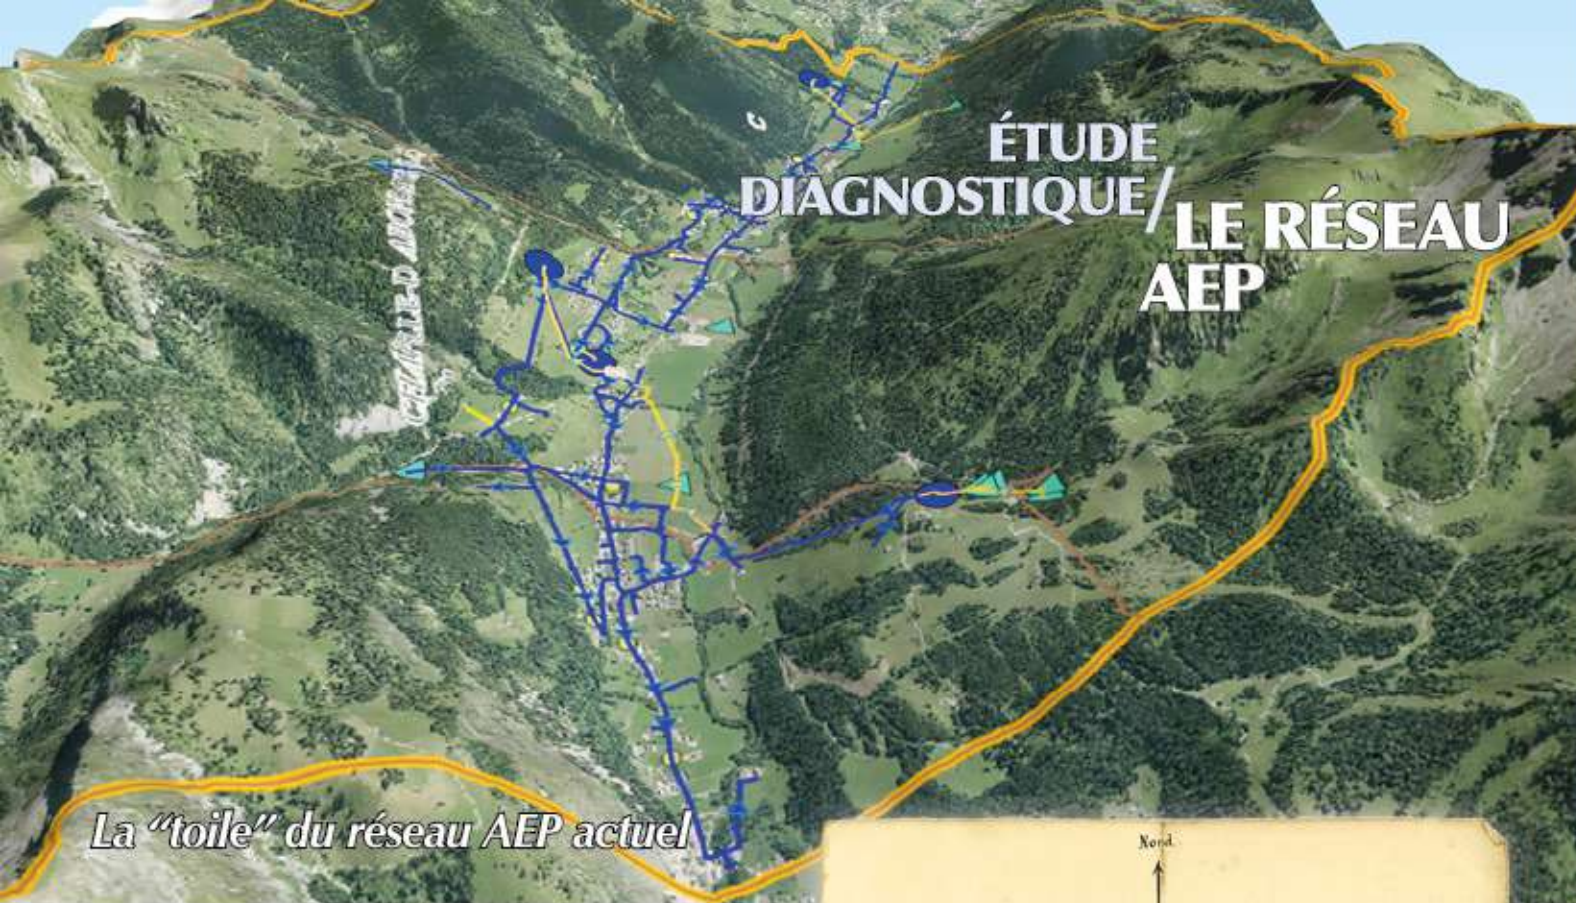 ÉTUDE
DIAGNOSTIQUE/
LE RÉSEAU
AEP
La “toile” du réseau AEP actuel
Nord